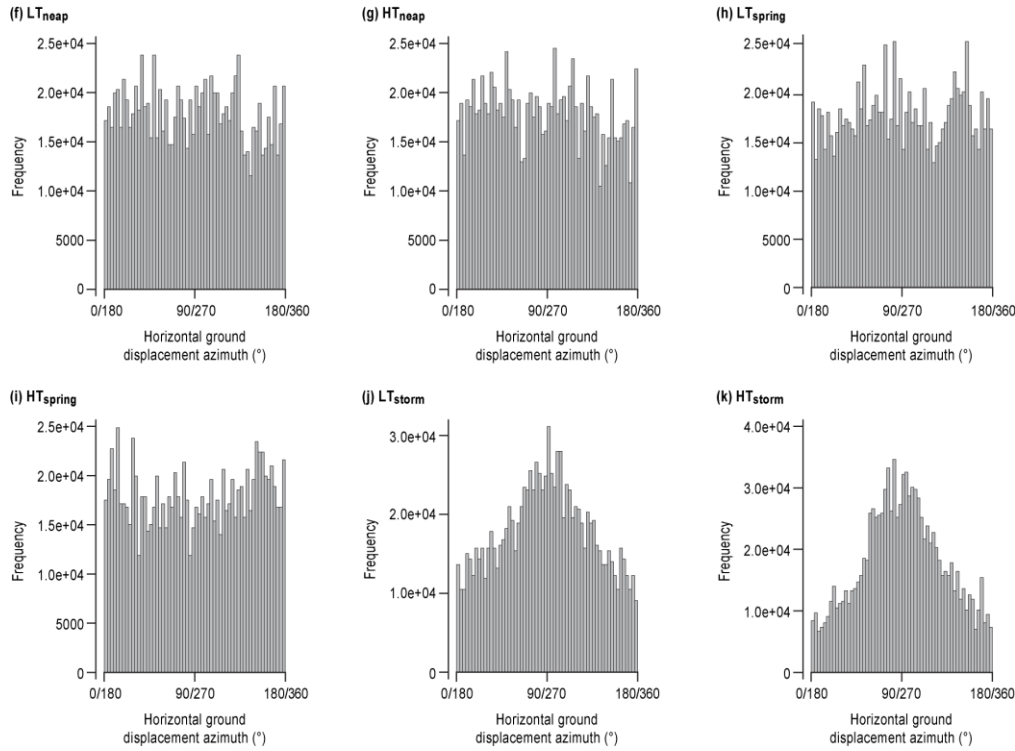 (f) LTneap
2.5e+04
2.0e+04
1.5e+04
1.0e+04
5000
0
Frequency
0/180 90/270 180/360
Horizontal ground
displacement azimuth (°)
(g) HTneap
2.5e+04
2.0e+04
1.5e+04
1.0e+04
5000
0
Frequency
0/180 90/270 180/360
Horizontal ground
displacement azimuth (°)
(h) LTspring
2.5e+04
2.0e+04
1.5e+04
1.0e+04
5000
0
Frequency
0/180 90/270 180/360
Horizontal ground
displacement azimuth (°)
(i) HTspring
2.5e+04
2.0e+04
1.5e+04
1.0e+04
5000
0
Frequency
0/180 90/270 180/360
Horizontal ground
displacement azimuth (°)
(j) LTstorm
3.0e+04
2.0e+04
1.0e+04
0
Frequency
0/180 90/270 180/360
Horizontal ground
displacement azimuth (°)
(k) HTstorm
4.0e+04
3.0e+04
2.0e+04
1.0e+04
0
Frequency
0/180 90/270 180/360
Horizontal ground
displacement azimuth (°)